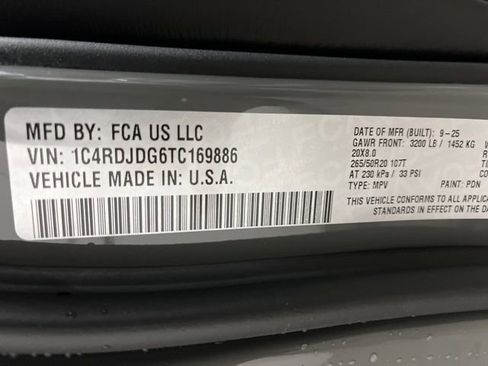 MFD BY: FCA US LLC
VIN: 1C4RDJDG6TC169886
VEHICLE MADE IN: U.S.A.
DATE OF MFR (BUILT): 9-25
GAWR FRONT: 3200 LB / 1452 KG
20X8.0
265/50R20 107T
AT 230 kPa / 33 PSI
TYPE: MPV PAINT: PDN
THIS VEHICLE CONFORMS TO ALL
STANDARDS IN EFFECT ON THE